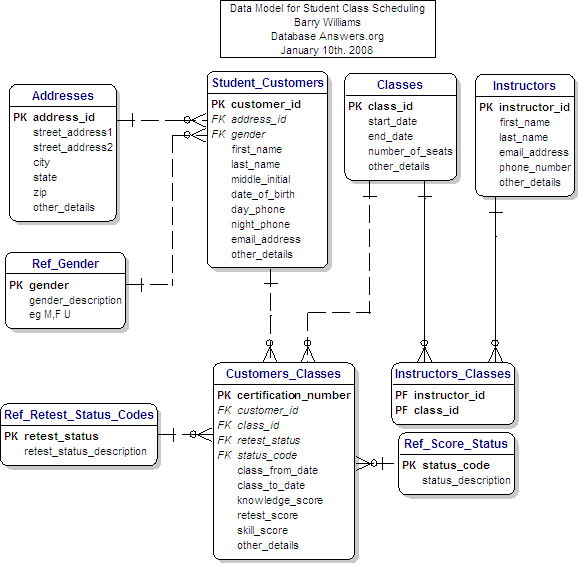 Data Model for Student Class Scheduling
Barry Williams
Database Answers.org
January 10th. 2008
Addresses
PK address_id
street_address1
street_address2
city
state
zip
other_details
Student_Customers
PK customer_id
FK address_id
FK gender
first_name
last_name
middle_initial
date_of_birth
day_phone
night_phone
email_address
other_details
Classes
PK class_id
start_date
end_date
number_of_seats
other_details
Instructors
PK instructor_id
first_name
last_name
email_address
phone_number
other_details
Ref_Gender
PK gender
gender_description
eg M,F U
Customers_Classes
PK certification_number
FK customer_id
FK class_id
FK retest_status
FK status_code
class_from_date
class_to_date
knowledge_score
retest_score
skill_score
other_details
Instructors_Classes
PF instructor_id
PF class_id
Ref_Retest_Status_Codes
PK retest_status
retest_status_description
Ref_Score_Status
PK status_code
status_description